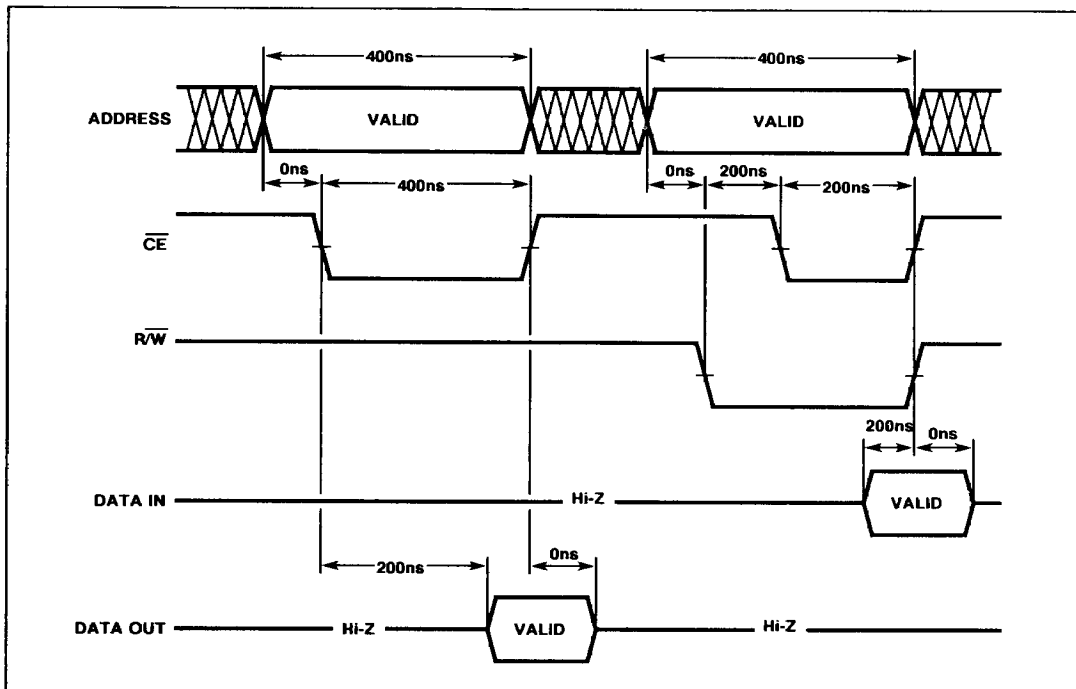 400ns 400ns
ADDRESS VALID VALID
0ns 400ns 0ns 200ns 200ns
CE
R/W
200ns 0ns
DATA IN Hi-Z VALID
200ns 0ns
DATA OUT Hi-Z VALID Hi-Z